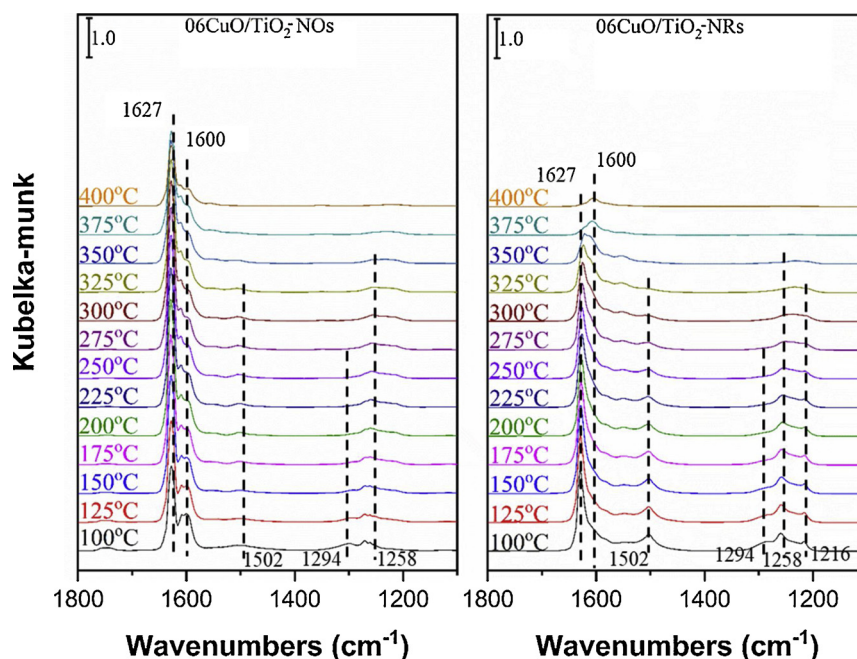 06CuO/TiO₂-NOs
1.0
1627
1600
400°C
375°C
350°C
325°C
300°C
275°C
250°C
225°C
200°C
175°C
150°C
125°C
100°C
1502
1294
1258
1800
1600
1400
1200
Wavenumbers (cm⁻¹)
Kubelka-munk
06CuO/TiO₂-NRs
1.0
1627
1600
400°C
375°C
350°C
325°C
300°C
275°C
250°C
225°C
200°C
175°C
150°C
125°C
100°C
1502
1294
1258
1216
1800
1600
1400
1200
Wavenumbers (cm⁻¹)